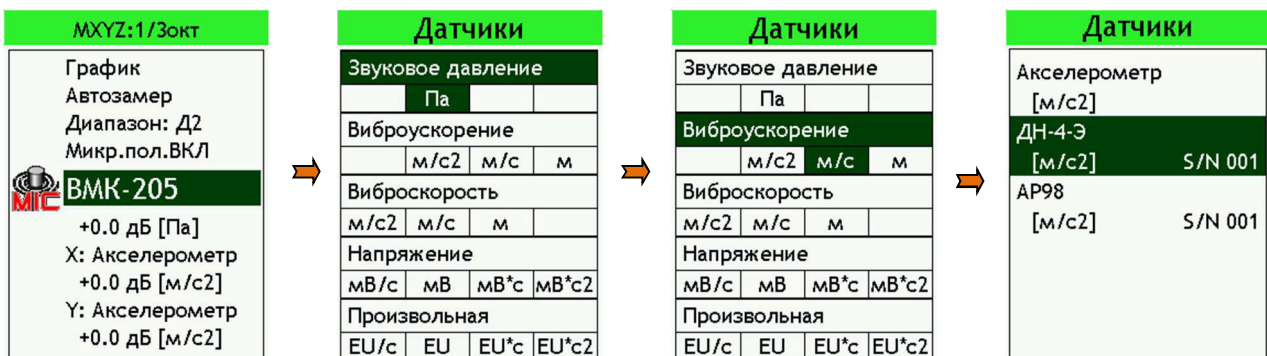 MXYZ:1/3окт
График
Автозамер
Диапазон: Д2
Микр.пол.ВКЛ
MIC
ВМК-205
+0.0 дБ [Па]
X: Акселерометр
+0.0 дБ [м/с2]
Y: Акселерометр
+0.0 дБ [м/с2]
Датчики
Звуковое давление
Па
Виброускорение
м/с2 м/с м
Виброскорость
м/с2 м/с м
Напряжение
мВ/с мВ мВ*с мВ*с2
Произвольная
EU/с EU EU*с EU*с2
Датчики
Звуковое давление
Па
Виброускорение
м/с2 м/с м
Виброскорость
м/с2 м/с м
Напряжение
мВ/с мВ мВ*с мВ*с2
Произвольная
EU/с EU EU*с EU*с2
Датчики
Акселерометр
[м/с2]
ДН-4-Э
[м/с2] S/N 001
АР98
[м/с2] S/N 001